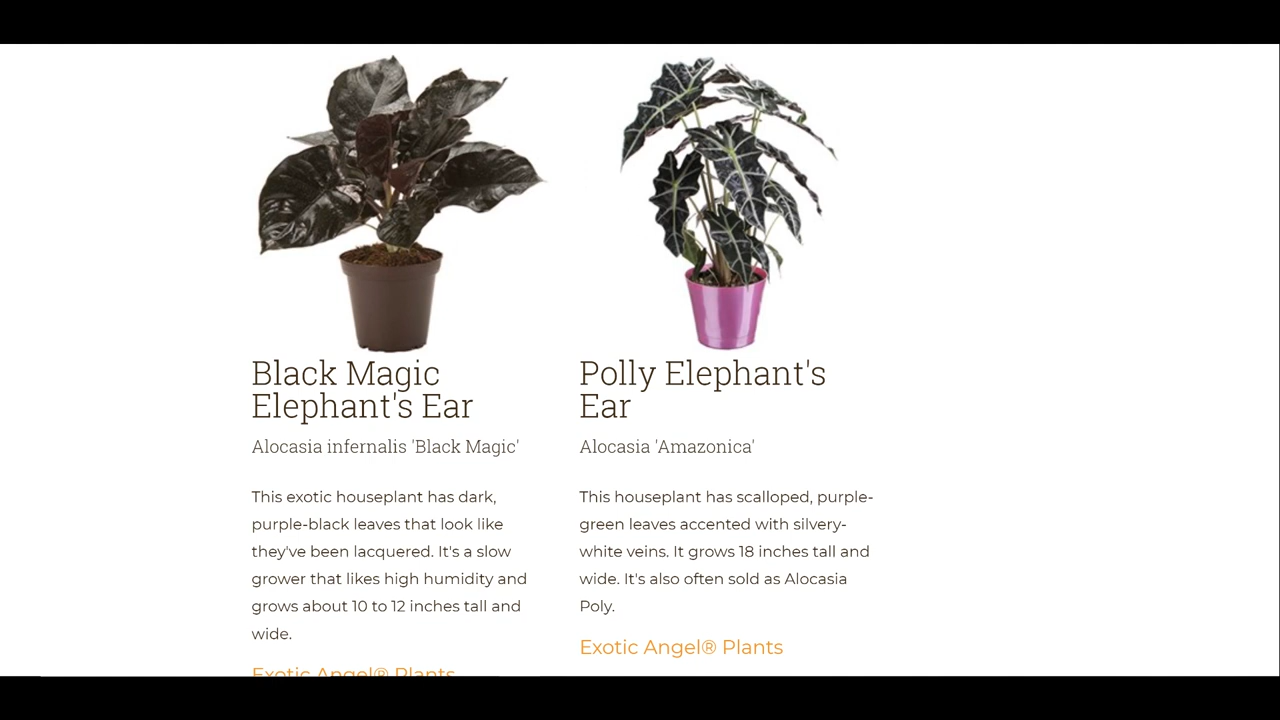 Black Magic
Elephant's Ear
Alocasia infernalis 'Black Magic'
This exotic houseplant has dark,
purple-black leaves that look like
they've been lacquered. It's a slow
grower that likes high humidity and
grows about 10 to 12 inches tall and
wide.
Exotic Angel® Plants
Polly Elephant's
Ear
Alocasia 'Amazonica'
This houseplant has scalloped, purple-
green leaves accented with silvery-
white veins. It grows 18 inches tall and
wide. It's also often sold as Alocasia
Poly.
Exotic Angel® Plants